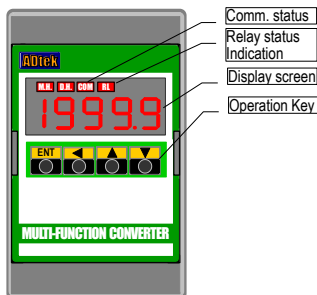 Comm. status
Relay status
Indication
Display screen
Operation Key
ADtek
M.H. D.H. COM RL
1999.9
ENT
MULTI-FUNCTION CONVERTER